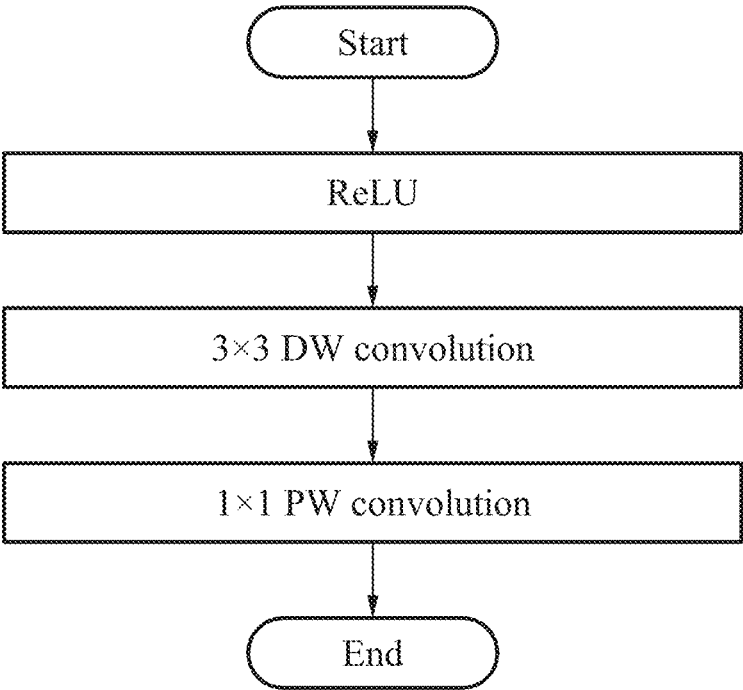 Start
ReLU
3×3 DW convolution
1×1 PW convolution
End